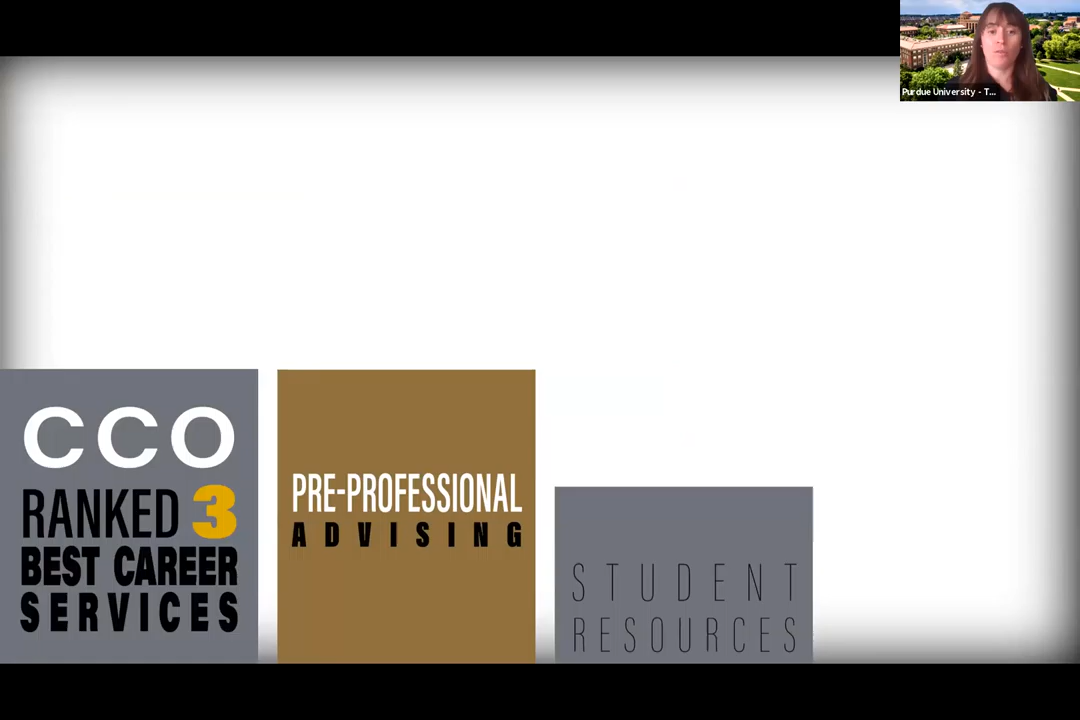 Purdue University - T...
CCO
RANKED 3
BEST CAREER
SERVICES
PRE-PROFESSIONAL
ADVISING
STUDENT
RESOURCES